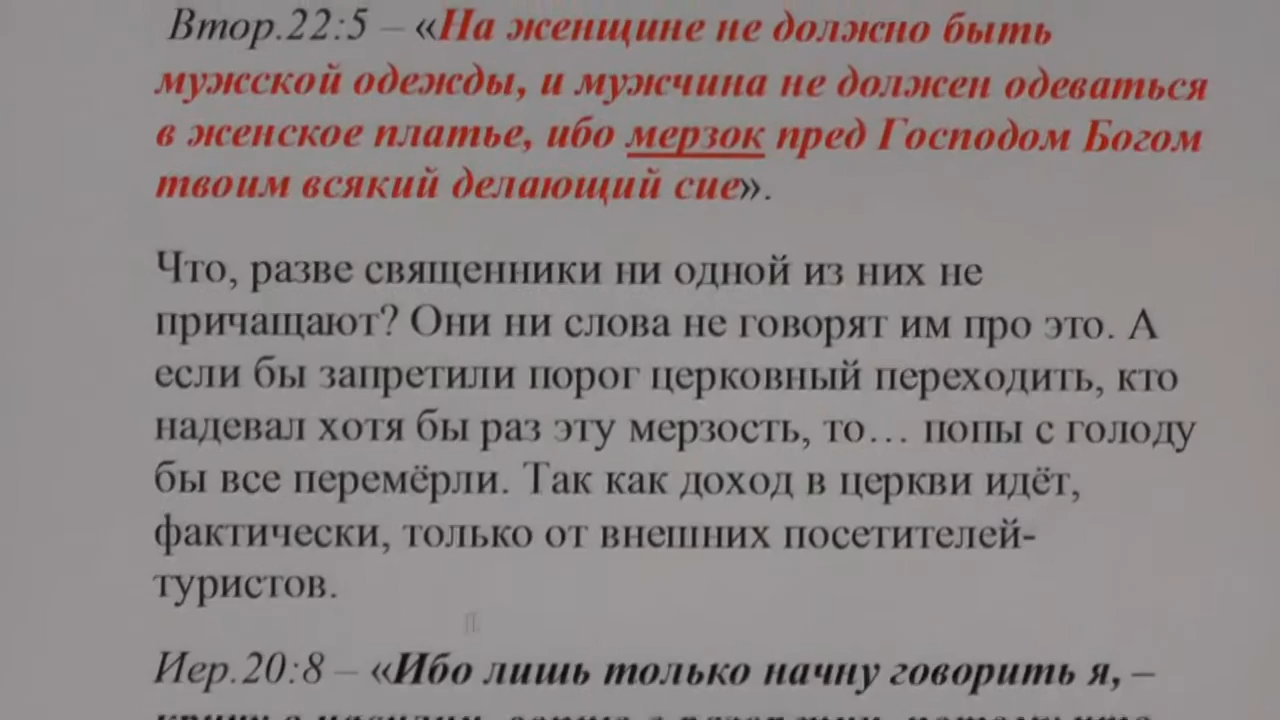 Втор.22:5 – «На женщине не должно быть
мужской одежды, и мужчина не должен одеваться
в женское платье, ибо мерзок пред Господом Богом
твоим всякий делающий сие».
Что, разве священники ни одной из них не
причащают? Они ни слова не говорят им про это. А
если бы запретили порог церковный переходить, кто
надевал хотя бы раз эту мерзость, то… попы с голоду
бы все перемёрли. Так как доход в церкви идёт,
фактически, только от внешних посетителей-
туристов.
Иер.20:8 – «Ибо лишь только начну говорить я, –